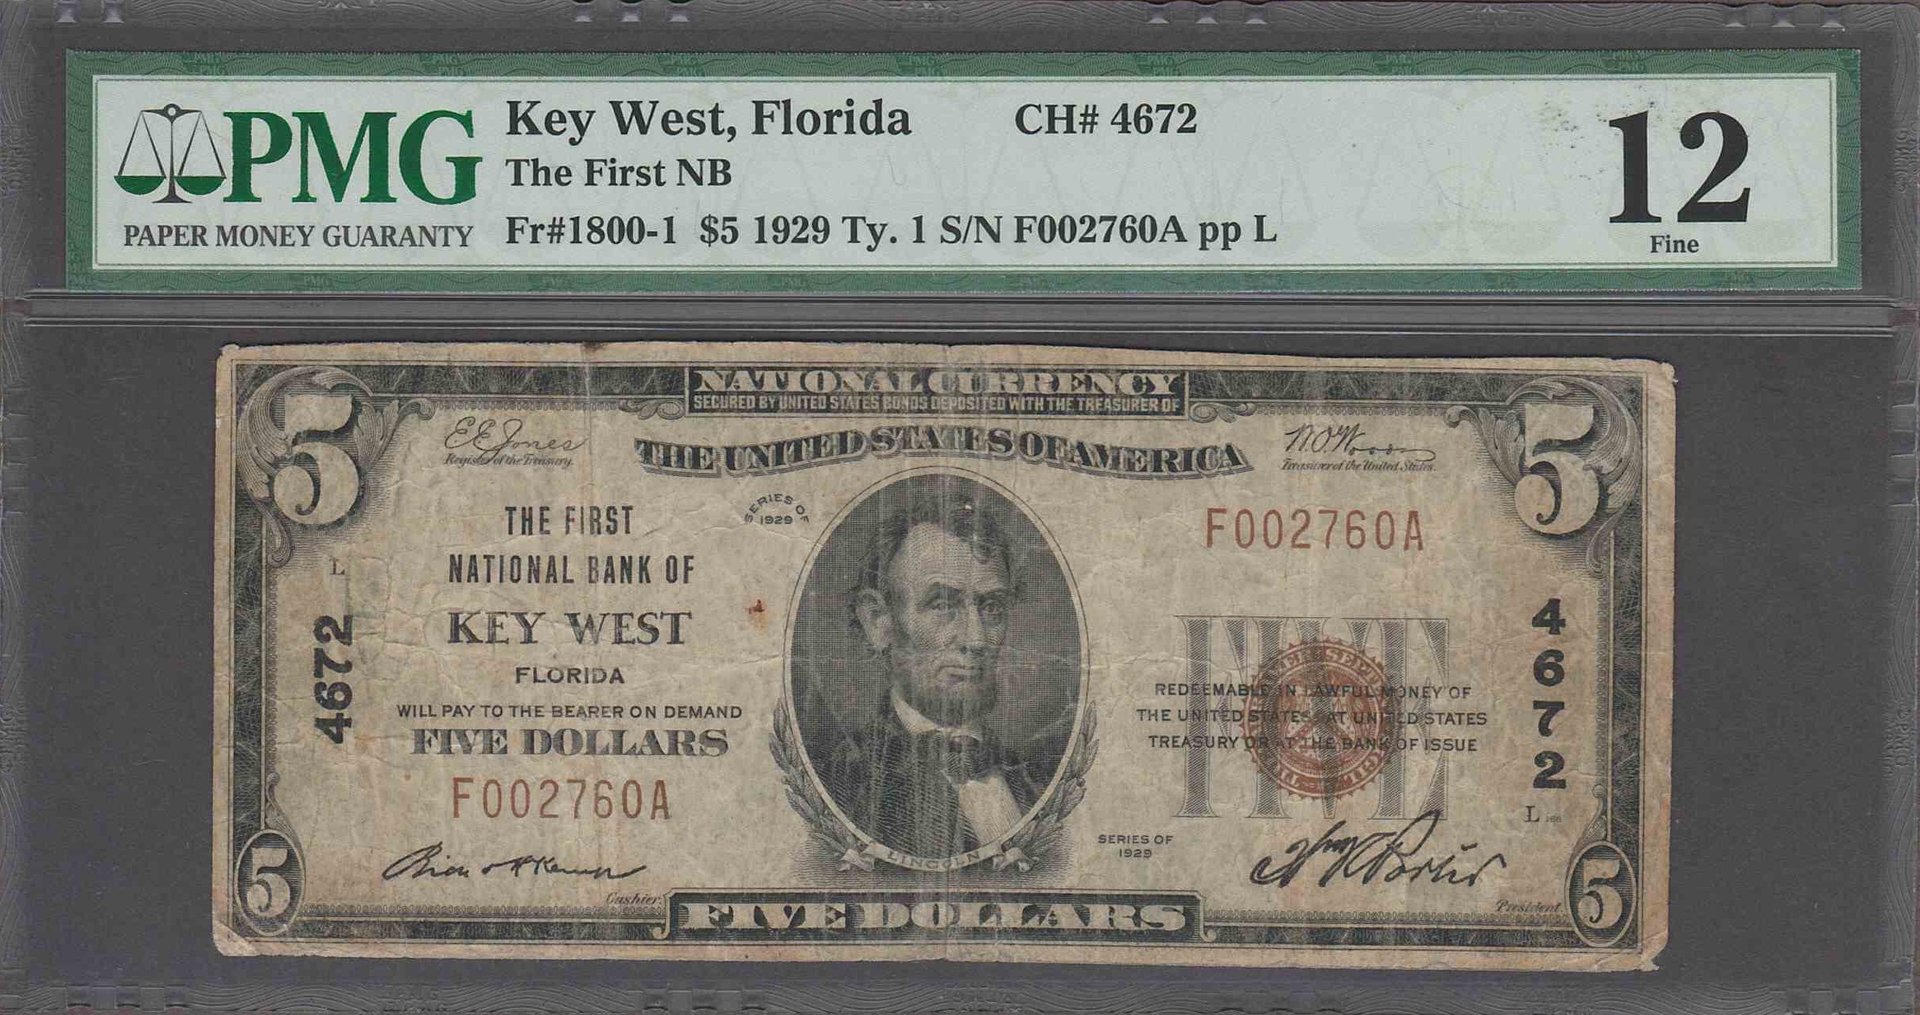 PMG
PAPER MONEY GUARANTY
Key West, Florida CH# 4672
The First NB
Fr#1800-1 $5 1929 Ty. 1 S/N F002760A pp L
12
Fine
NATIONAL CURRENCY
SECURED BY UNITED STATES BONDS DEPOSITED WITH THE TREASURER OF
THE UNITED STATES OF AMERICA
5
5
E E Jones
Register of the Treasury.
W.O. Woods
Treasurer of the United States.
SERIES OF
1929
THE FIRST
NATIONAL BANK OF
KEY WEST
FLORIDA
WILL PAY TO THE BEARER ON DEMAND
FIVE DOLLARS
F002760A
F002760A
L
4672
4672
FIVE
REDEEMABLE IN LAWFUL MONEY OF
THE UNITED STATES AT UNITED STATES
TREASURY OR AT THE BANK OF ISSUE
L
SERIES OF
1929
LINCOLN
Cashier.
Wm R Porter
President.
5
FIVE DOLLARS
5